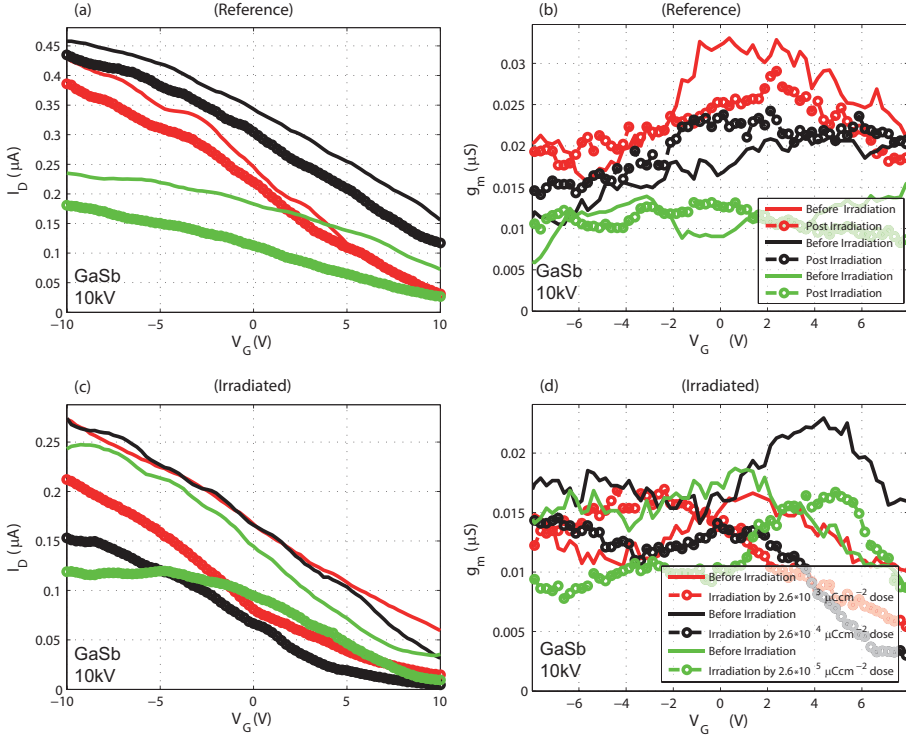 (a) (Reference)
0.45
0.4
0.35
0.3
0.25
0.2
0.15
0.1
0.05
0
I_D (μA)
GaSb
10kV
−10 −5 0 5 10
V_G (V)
(b) (Reference)
0.03
0.025
0.02
0.015
0.01
0.005
0
g_m (μS)
GaSb
10kV
Before Irradiation
Post Irradiation
Before Irradiation
Post Irradiation
Before Irradiation
Post Irradiation
−6 −4 −2 0 2 4 6
V_G (V)
(c) (Irradiated)
0.25
0.2
0.15
0.1
0.05
0
I_D (μA)
GaSb
10kV
−10 −5 0 5 10
V_G (V)
(d) (Irradiated)
0.02
0.015
0.01
0.005
0
g_m (μS)
GaSb
10kV
Before Irradiation
Irradiation by 2.6*10 ³ μCcm⁻² dose
Before Irradiation
Irradiation by 2.6*10 ⁴ μCcm⁻² dose
Before Irradiation
Irradiation by 2.6*10 ⁵ μCcm⁻² dose
−6 −4 −2 0 2 4 6
V_G (V)